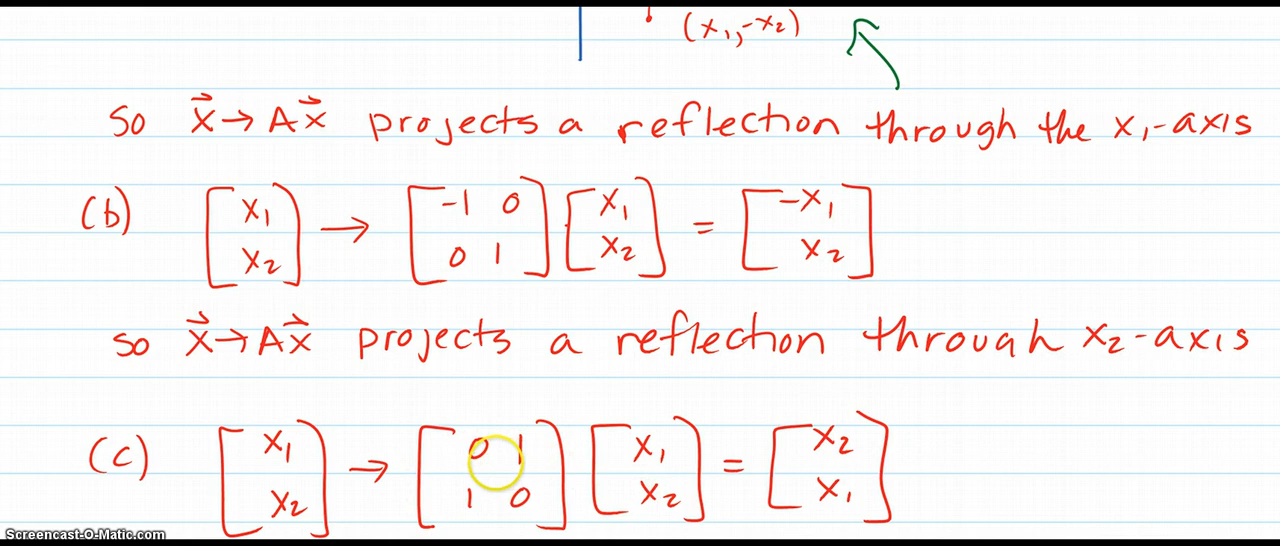 (x₁, -x₂)
So x⃗ → Ax⃗ projects a reflection through the x₁-axis
(b) [x₁ x₂] → [-1 0 0 1] [x₁ x₂] = [-x₁ x₂]
so x⃗ → Ax⃗ projects a reflection through x₂-axis
(c) [x₁ x₂] → [0 1 1 0] [x₁ x₂] = [x₂ x₁]
Screencast-O-Matic.com